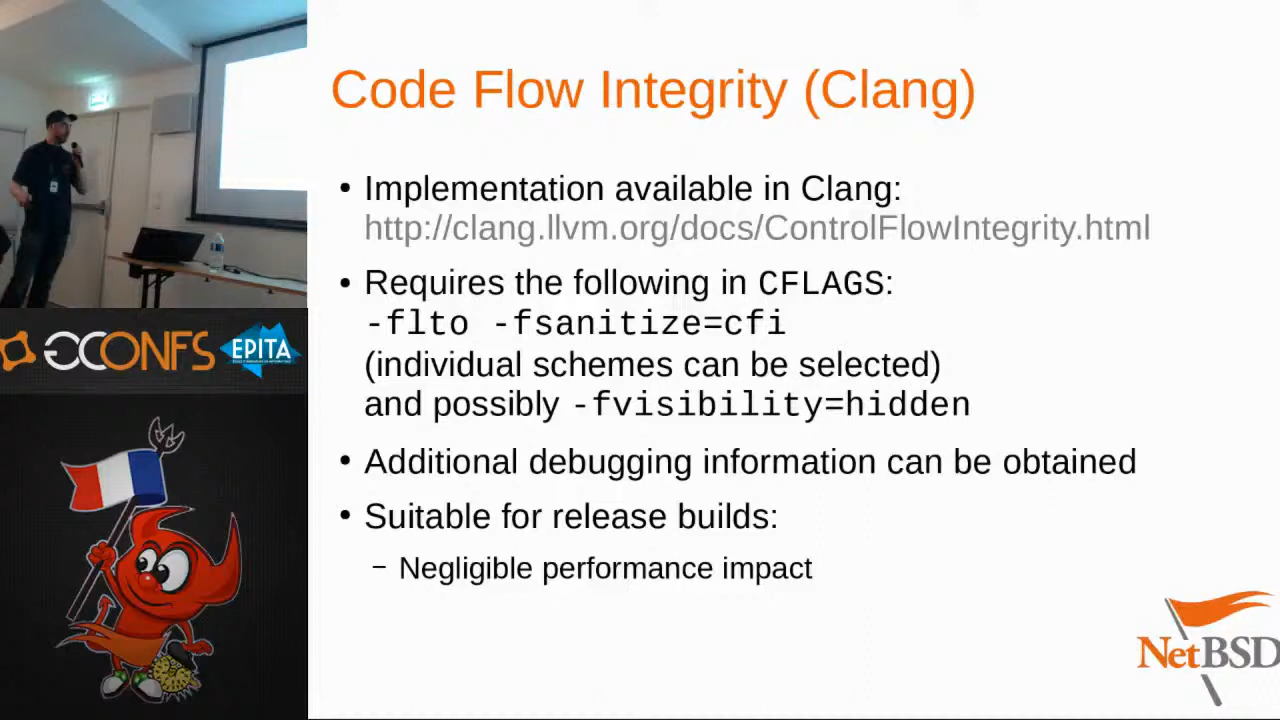 Code Flow Integrity (Clang)
• Implementation available in Clang:
http://clang.llvm.org/docs/ControlFlowIntegrity.html
• Requires the following in CFLAGS:
-flto -fsanitize=cfi
(individual schemes can be selected)
and possibly -fvisibility=hidden
• Additional debugging information can be obtained
• Suitable for release builds:
– Negligible performance impact
GCONFS
EPITA
NetBSD